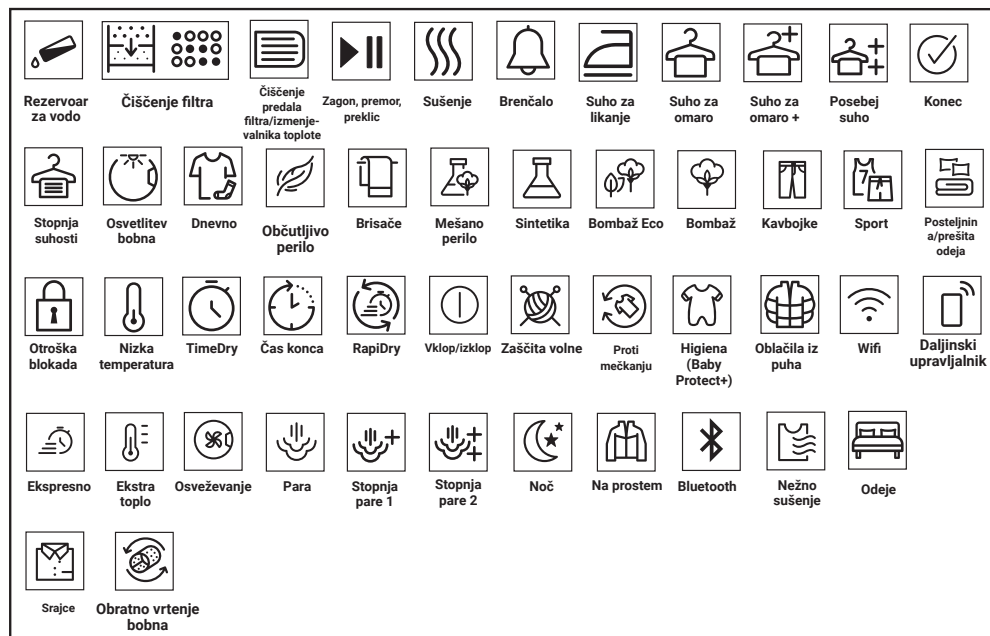 Rezervoar
za vodo
Čiščenje filtra
Čiščenje
predala
filtra/izmenje-
valnika toplote
Zagon, premor,
preklic
Sušenje
Brenčalo
Suho za
likanje
Suho za
omaro
Suho za
omaro +
Posebej
suho
Konec
Stopnja
suhosti
Osvetlitev
bobna
Dnevno
Občutljivo
perilo
Brisače
Mešano
perilo
Sintetika
Bombaž Eco
Bombaž
Kavbojke
7
Sport
Posteljnin
a/prešita
odeja
Otroška
blokada
Nizka
temperatura
TimeDry
Čas konca
RapiDry
Vklop/izklop
Zaščita volne
Proti
mečkanju
Higiena
(Baby
Protect+)
Oblačila iz
puha
Wifi
Daljinski
upravljalnik
Ekspresno
Ekstra
toplo
Osveževanje
Para
Stopnja
pare 1
Stopnja
pare 2
Noč
Na prostem
Bluetooth
Nežno
sušenje
Odeje
Srajce
Obratno vrtenje
bobna